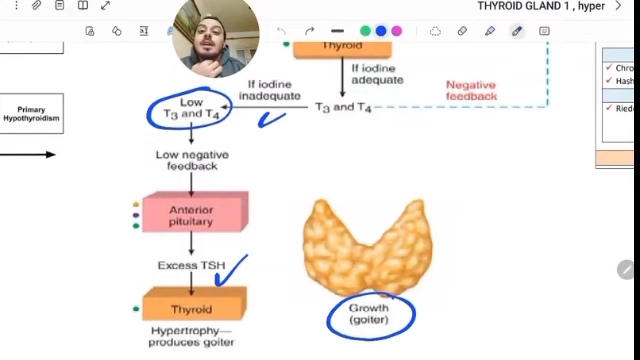 THYROID GLAND 1 , hyper
Thyroid
If iodine
adequate
If iodine
inadequate
Negative
feedback
T3 and T4
Low
T3 and T4
Primary
Hypothyroidism
Low negative
feedback
Anterior
pituitary
Excess TSH
Thyroid
Hypertrophy—
produces goiter
Growth
(goiter)
Chro
Hash
Riede